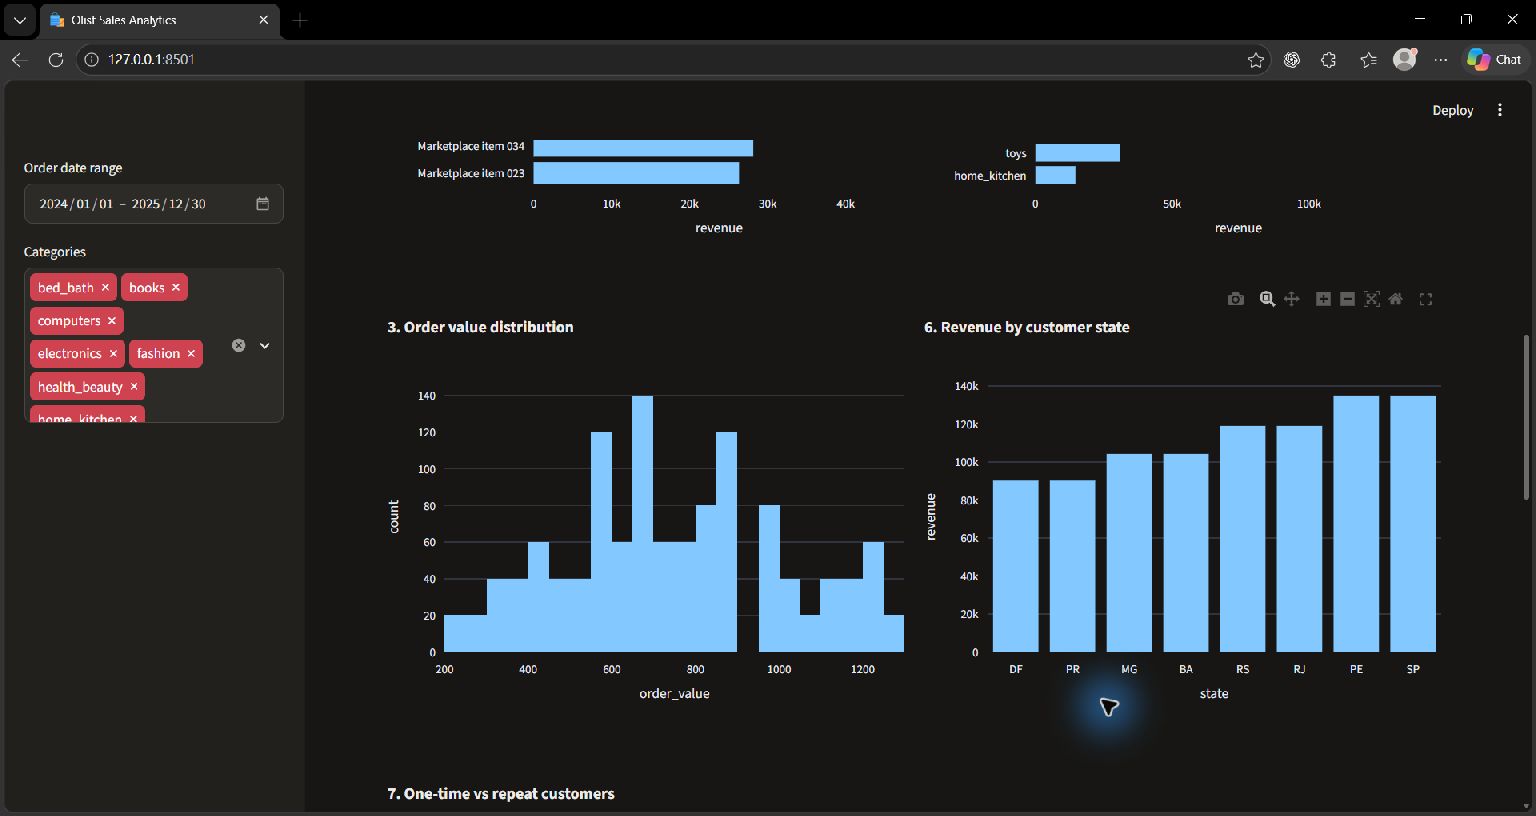 Olist Sales Analytics
127.0.0.1:8501
Chat
Deploy
Order date range
2024/01/01 – 2025/12/30
Categories
bed_bath
books
computers
electronics
fashion
health_beauty
home_kitchen
Marketplace item 034
Marketplace item 023
0 10k 20k 30k 40k
revenue
toys
home_kitchen
0 50k 100k
revenue
3. Order value distribution
140
120
100
80
60
40
20
0
count
200 400 600 800 1000 1200
order_value
6. Revenue by customer state
140k
120k
100k
80k
60k
40k
20k
0
revenue
DF PR MG BA RS RJ PE SP
state
7. One-time vs repeat customers